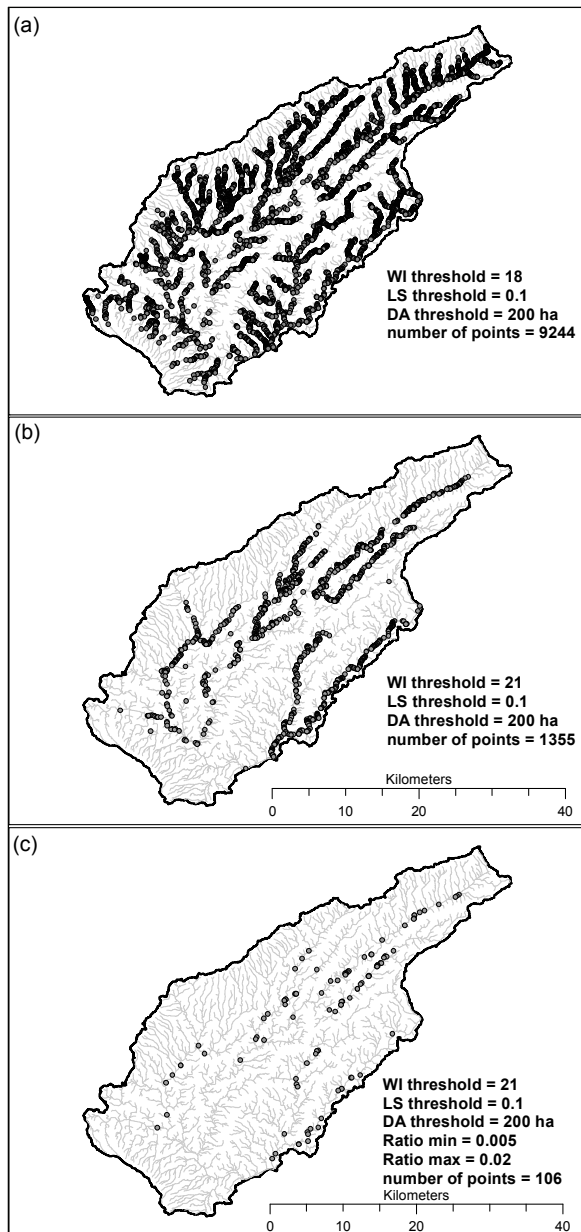 (a)
WI threshold = 18
LS threshold = 0.1
DA threshold = 200 ha
number of points = 9244
(b)
WI threshold = 21
LS threshold = 0.1
DA threshold = 200 ha
number of points = 1355
Kilometers
0 10 20 40
(c)
WI threshold = 21
LS threshold = 0.1
DA threshold = 200 ha
Ratio min = 0.005
Ratio max = 0.02
number of points = 106
Kilometers
0 10 20 40